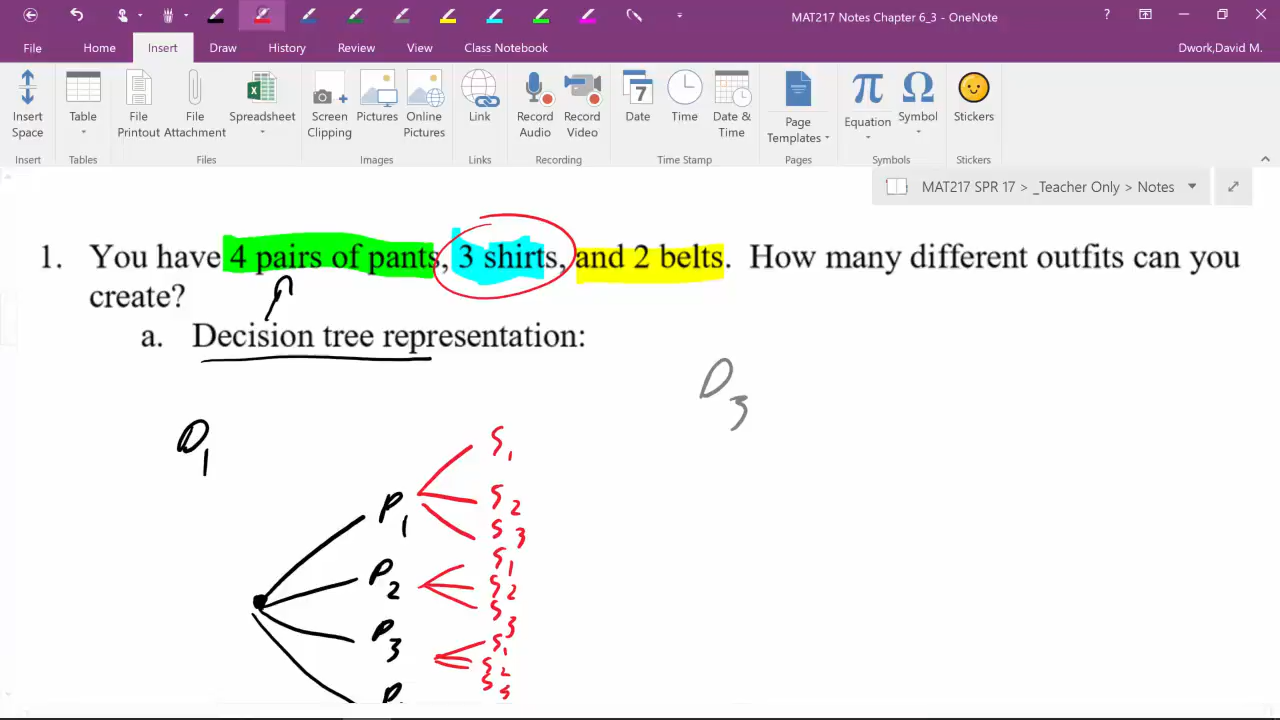 MAT217 Notes Chapter 6_3 - OneNote
?
File Home Insert Draw History Review View Class Notebook
Dwork,David M.
Insert Space
Table
File Printout
File Attachment
Spreadsheet
Screen Clipping
Pictures
Online Pictures
Link
Record Audio
Record Video
7
Date
Time
Date & Time
Page Templates
π
Equation
Ω
Symbol
Stickers
Insert Tables Files Images Links Recording Time Stamp Pages Symbols Stickers
MAT217 SPR 17 > _Teacher Only > Notes
1. You have 4 pairs of pants, 3 shirts, and 2 belts. How many different outfits can you
create?
a. Decision tree representation:
D3
D1
S1
P1 S2
S3
S1
P2 S2
S3
P3 S1
S2
P